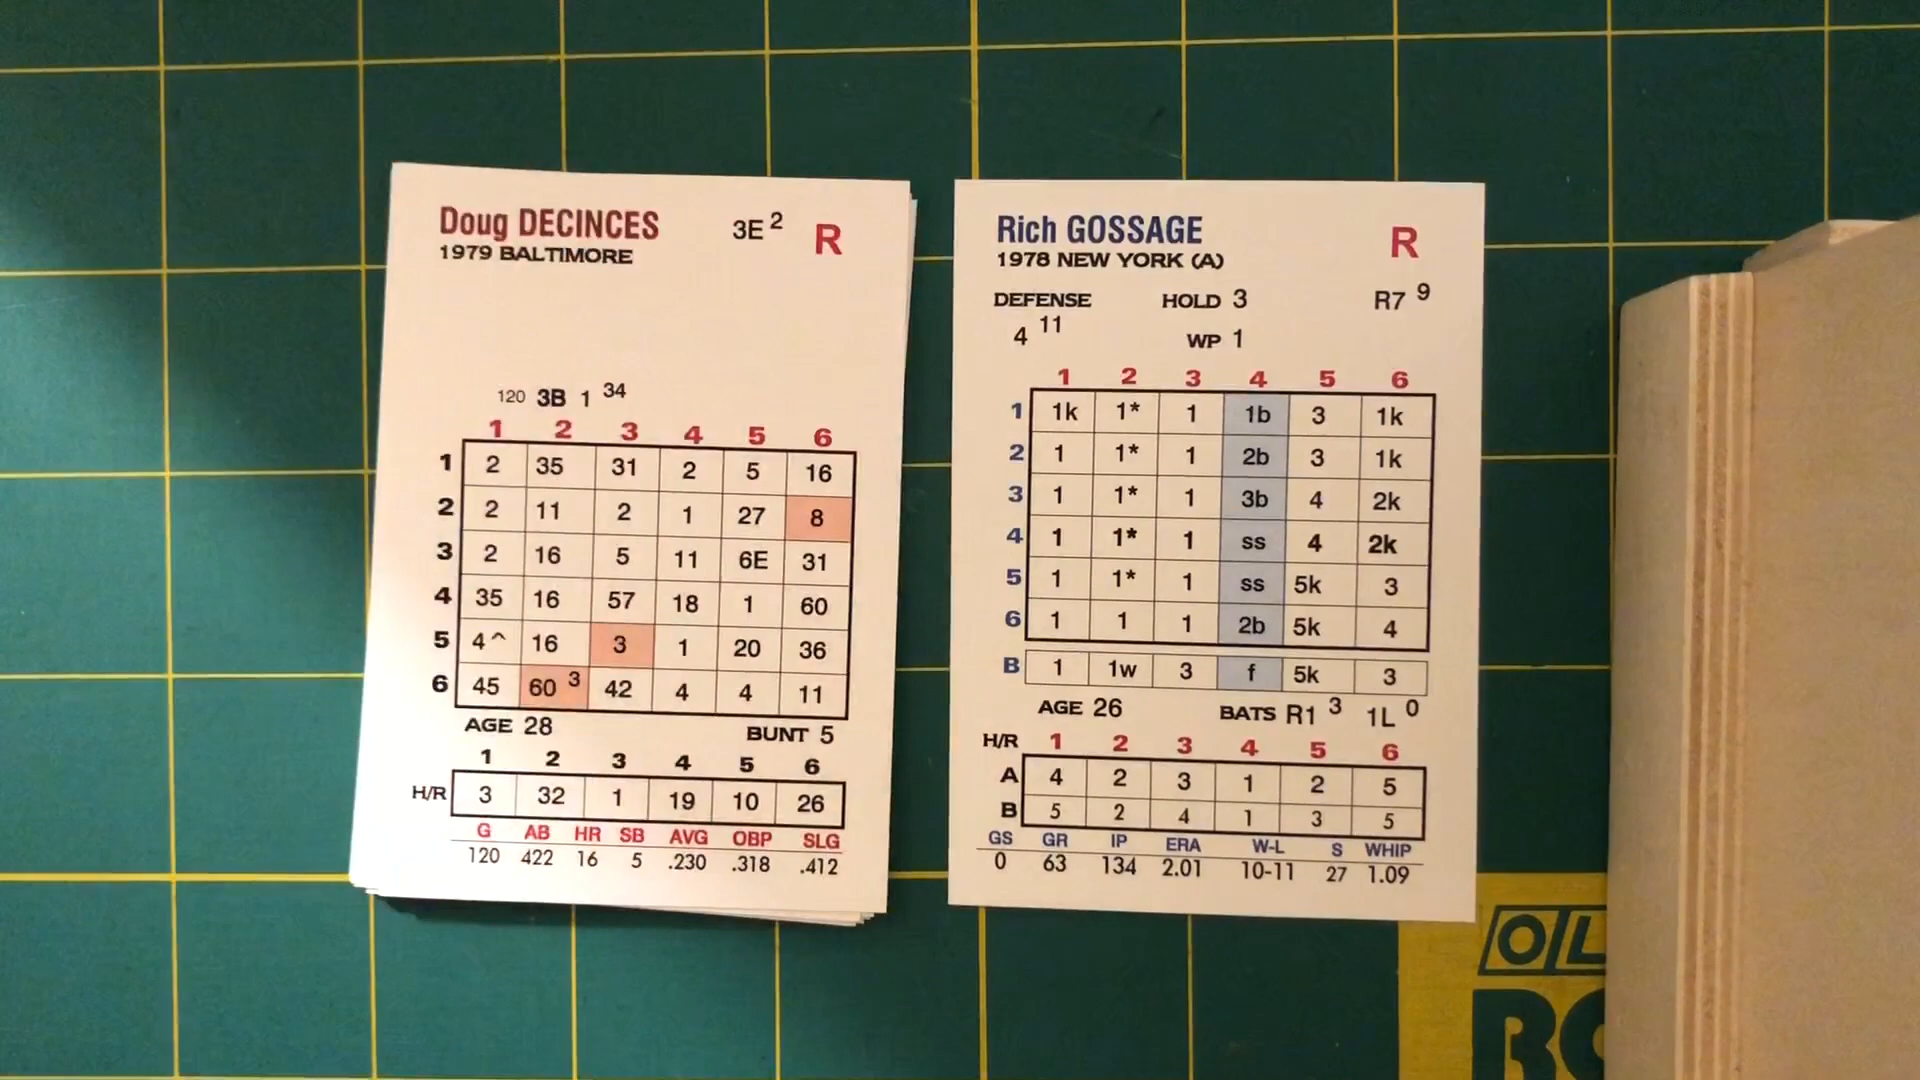 Doug DECINCES 3E 2 R
1979 BALTIMORE
120 3B 1 34
1 2 3 4 5 6
1 2 35 31 2 5 16
2 2 11 2 1 27 8
3 2 16 5 11 6E 31
4 35 16 57 18 1 60
5 4^ 16 3 1 20 36
6 45 60 3 42 4 4 11
AGE 28 BUNT 5
1 2 3 4 5 6
H/R 3 32 1 19 10 26
G AB HR SB AVG OBP SLG
120 422 16 5 .230 .318 .412
Rich GOSSAGE R
1978 NEW YORK (A)
DEFENSE HOLD 3 R7 9
4 11 WP 1
1 2 3 4 5 6
1 1k 1* 1 1b 3 1k
2 1 1* 1 2b 3 1k
3 1 1* 1 3b 4 2k
4 1 1* 1 ss 4 2k
5 1 1* 1 ss 5k 3
6 1 1 1 2b 5k 4
B 1 1w 3 f 5k 3
AGE 26 BATS R1 3 1L 0
H/R 1 2 3 4 5 6
A 4 2 3 1 2 5
B 5 2 4 1 3 5
GS GR IP ERA W-L S WHIP
0 63 134 2.01 10-11 27 1.09